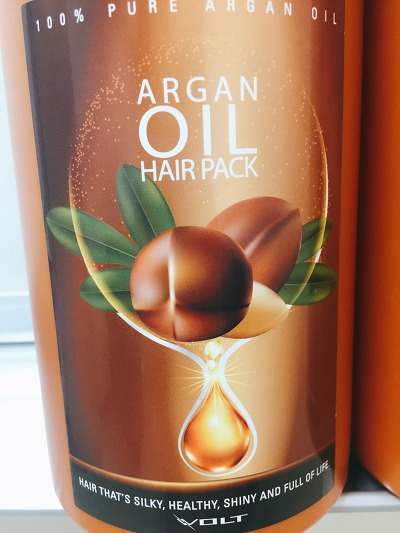 100% PURE ARGAN OIL
ARGAN
OIL
HAIR PACK
HAIR THAT'S SILKY, HEALTHY, SHINY AND FULL OF LIFE
VOLT